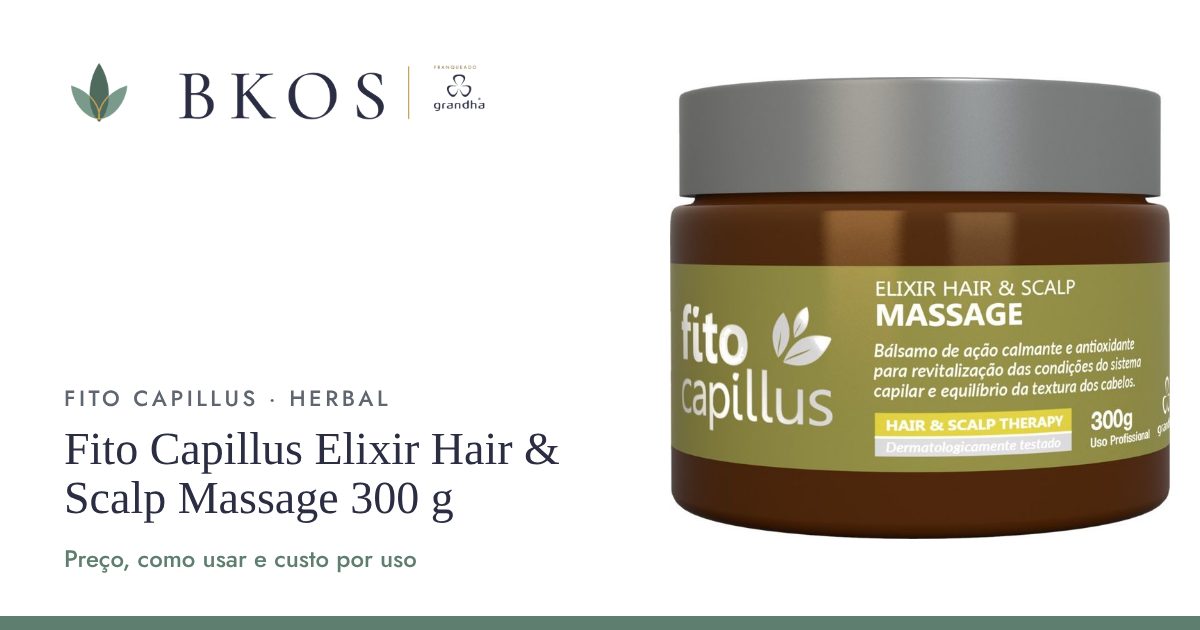 BKOS
FRANQUEADO
grandha
FITO CAPILLUS · HERBAL
Fito Capillus Elixir Hair &
Scalp Massage 300 g
Preço, como usar e custo por uso
fito
capillus
ELIXIR HAIR & SCALP
MASSAGE
Bálsamo de ação calmante e antioxidante
para revitalização das condições do sistema
capilar e equilíbrio da textura dos cabelos.
HAIR & SCALP THERAPY
Dermatologicamente testado
300g
Uso Profissional